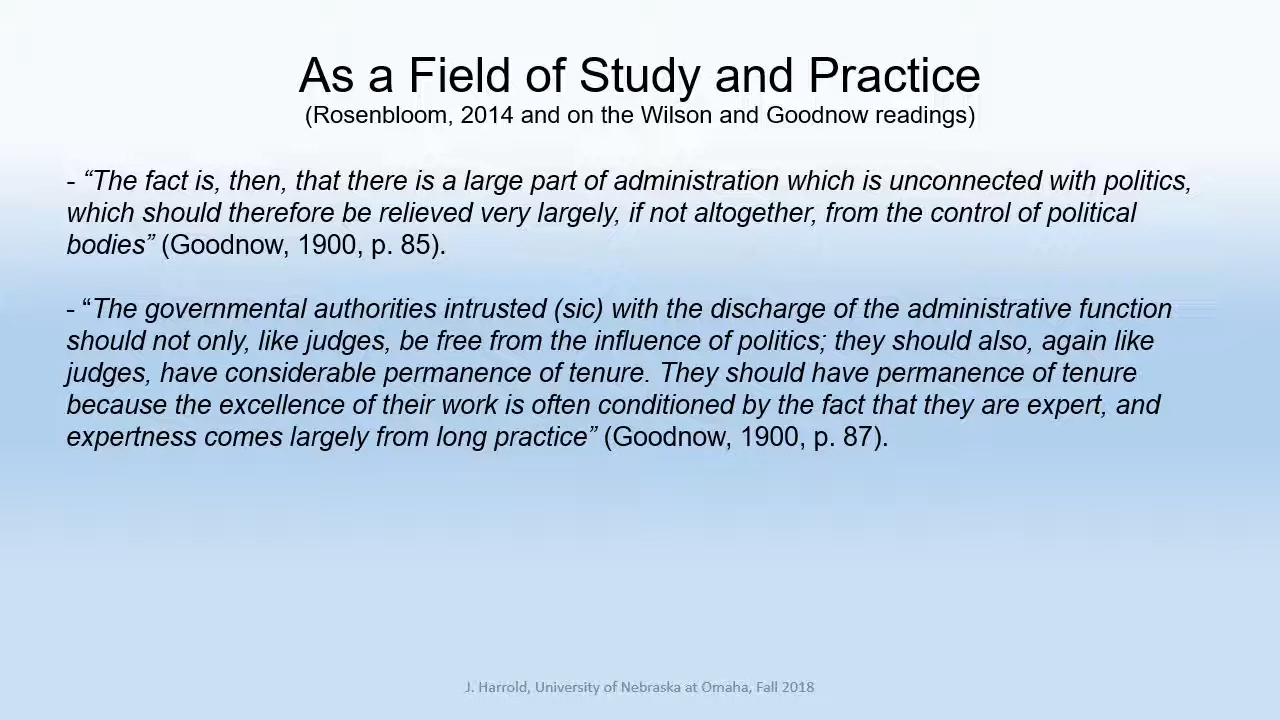 As a Field of Study and Practice
(Rosenbloom, 2014 and on the Wilson and Goodnow readings)
- “The fact is, then, that there is a large part of administration which is unconnected with politics,
which should therefore be relieved very largely, if not altogether, from the control of political
bodies” (Goodnow, 1900, p. 85).
- “The governmental authorities intrusted (sic) with the discharge of the administrative function
should not only, like judges, be free from the influence of politics; they should also, again like
judges, have considerable permanence of tenure. They should have permanence of tenure
because the excellence of their work is often conditioned by the fact that they are expert, and
expertness comes largely from long practice” (Goodnow, 1900, p. 87).
J. Harrold, University of Nebraska at Omaha, Fall 2018